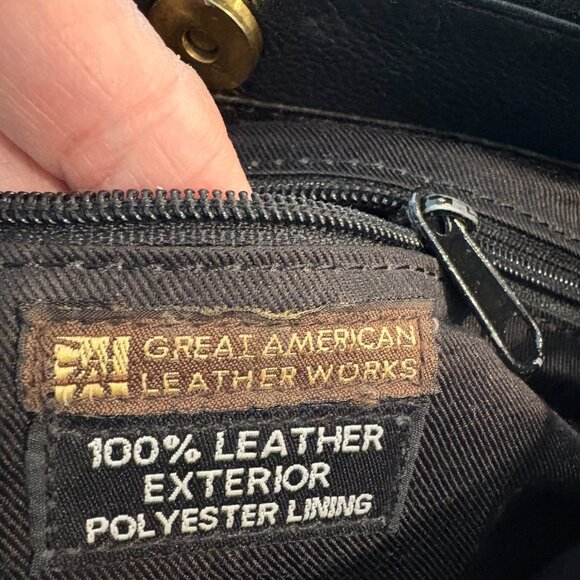 GREAT AMERICAN
LEATHER WORKS
100% LEATHER
EXTERIOR
POLYESTER LINING